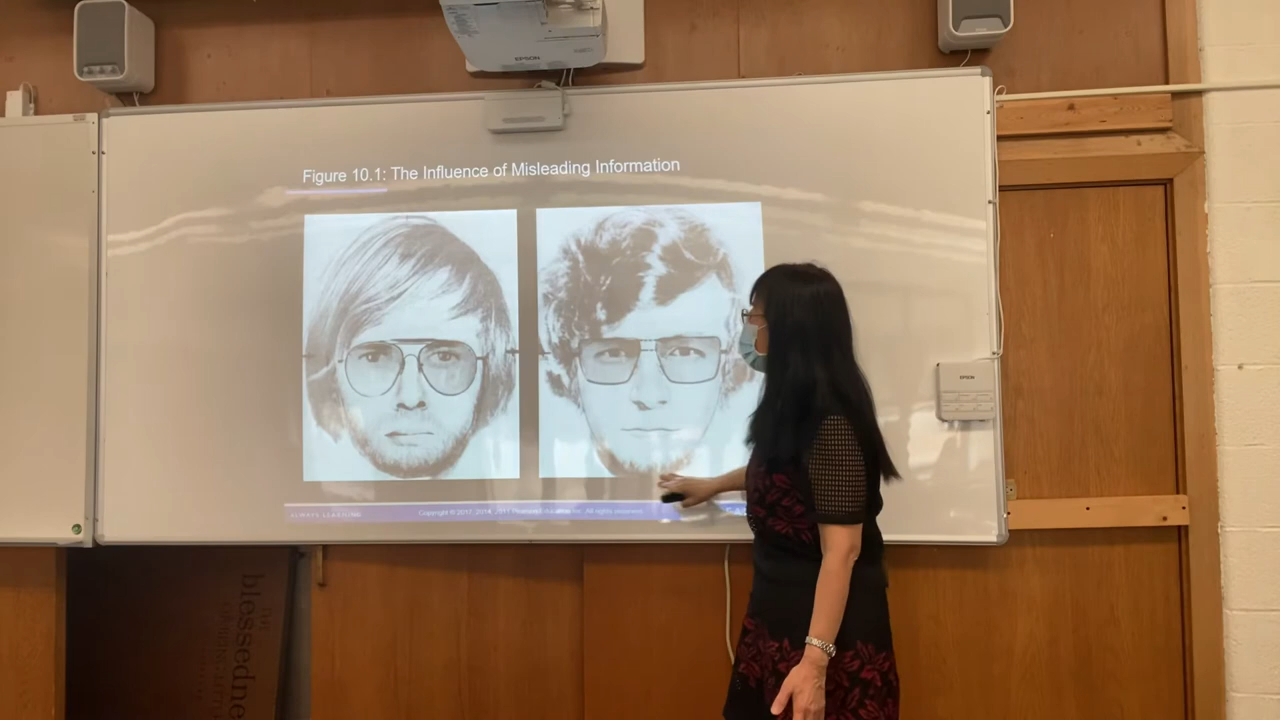 EPSON
Figure 10.1: The Influence of Misleading Information
EPSON
ALWAYS LEARNING
Copyright © 2017, 2014, 2011 Pearson Education, Inc. All rights reserved.
THE
blessedne